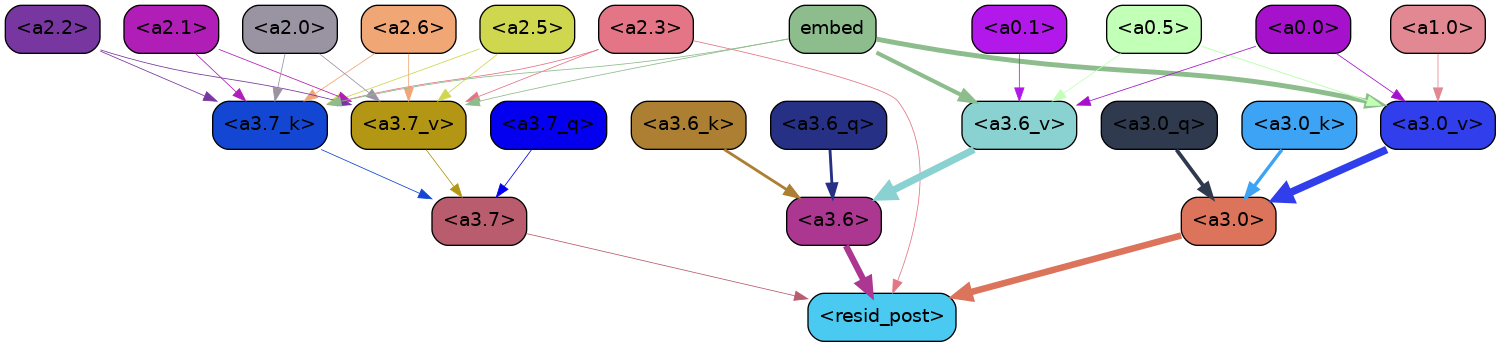 <a2.2> <a2.1> <a2.0> <a2.6> <a2.5> <a2.3> embed <a0.1> <a0.5> <a0.0> <a1.0>
<a3.7_k> <a3.7_v> <a3.7_q> <a3.6_k> <a3.6_q> <a3.6_v> <a3.0_q> <a3.0_k> <a3.0_v>
<a3.7> <a3.6> <a3.0>
<resid_post>